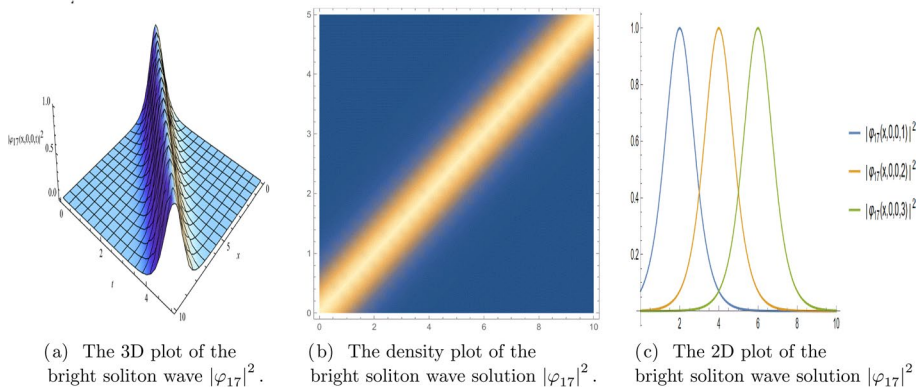 1.0
|φ₁₇(x,0,0,t)|²
0.5
0.0
0
2
t
4
0
5
x
10
5
4
3
2
1
0
0 2 4 6 8 10
1.0
0.8
0.6
0.4
0.2
2 4 6 8 10
|φ₁₇(x,0,0,1)|²
|φ₁₇(x,0,0,2)|²
|φ₁₇(x,0,0,3)|²
(a) The 3D plot of the
bright soliton wave |φ₁₇|².
(b) The density plot of the
bright soliton wave solution |φ₁₇|².
(c) The 2D plot of the
bright soliton wave solution |φ₁₇|²